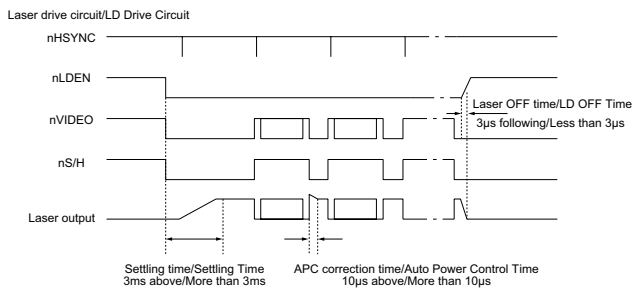 Laser drive circuit/LD Drive Circuit
nHSYNC
nLDEN
Laser OFF time/LD OFF Time
nVIDEO
3μs following/Less than 3μs
nS/H
Laser output
Settling time/Settling Time
3ms above/More than 3ms
APC correction time/Auto Power Control Time
10μs above/More than 10μs